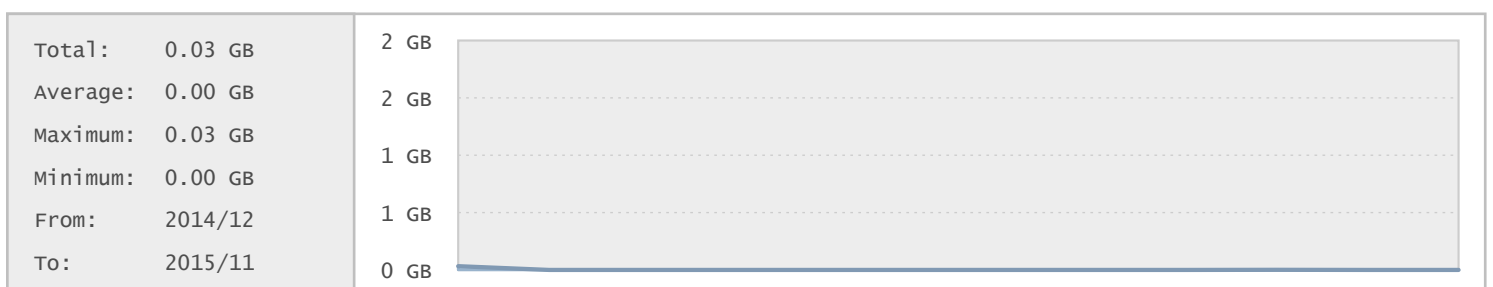 Total: 0.03 GB
Average: 0.00 GB
Maximum: 0.03 GB
Minimum: 0.00 GB
From: 2014/12
To: 2015/11
2 GB
2 GB
1 GB
1 GB
0 GB